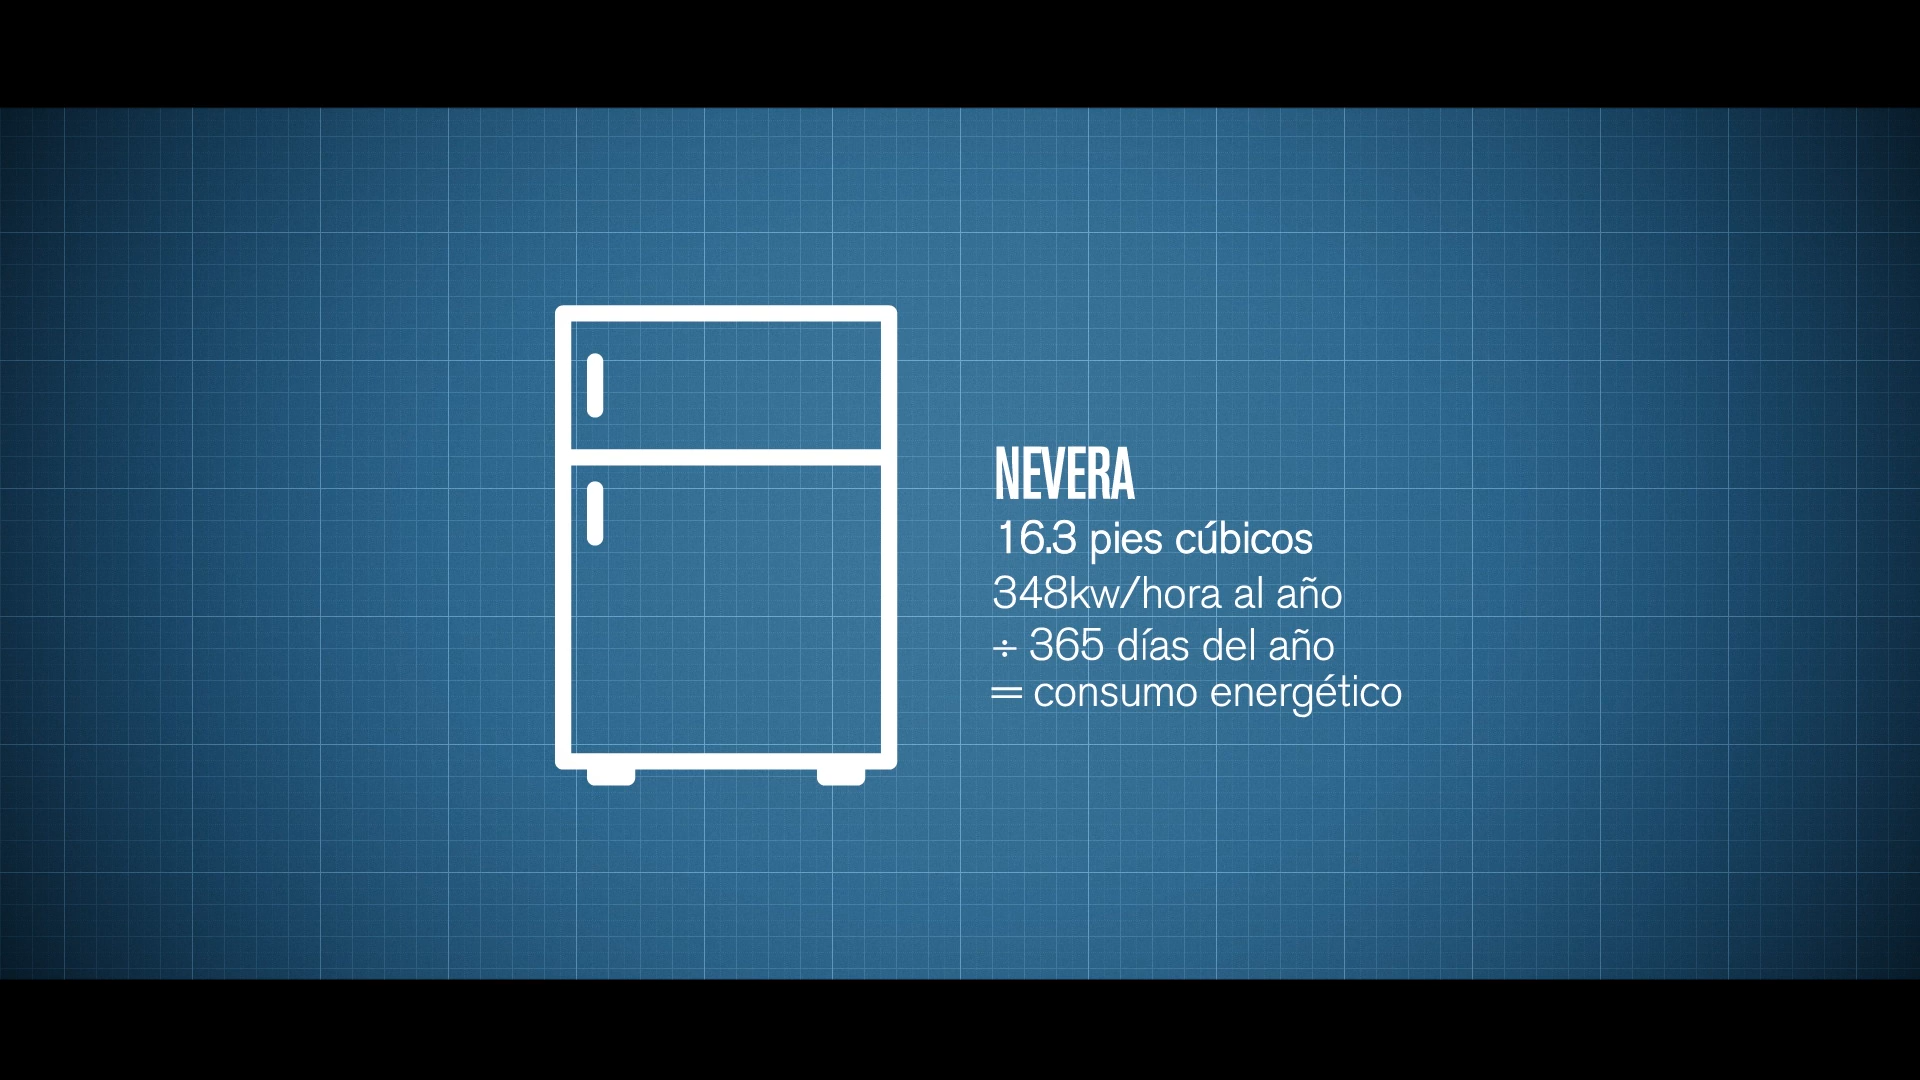 NEVERA
16.3 pies cúbicos
348kw/hora al año
÷ 365 días del año
= consumo energético